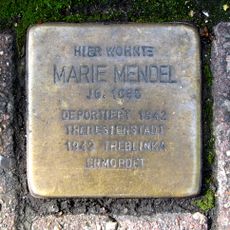 HIER WOHNTE
MARIE MENDEL
JG.
DEPORTIERT 1942
THERESIENSTADT
1942 TREBLINKA
ERMORDET